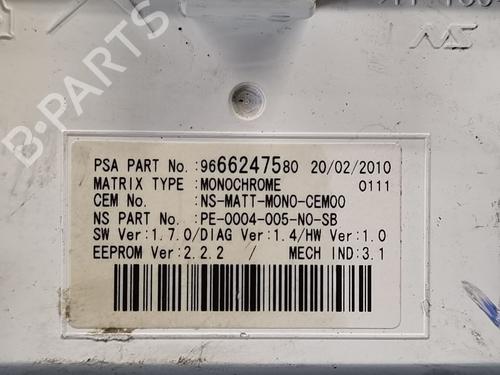 B-PARTS
NS
PSA PART No. :9666247580 20/02/2010
MATRIX TYPE :MONOCHROME 0111
CEM No. :NS-MATT-MONO-CEM00
NS PART No. :PE-0004-005-NO-SB
SW Ver:1.7.0/DIAG Ver:1.4/HW Ver:1.0
EEPROM Ver:2.2.2 / MECH IND:3.1